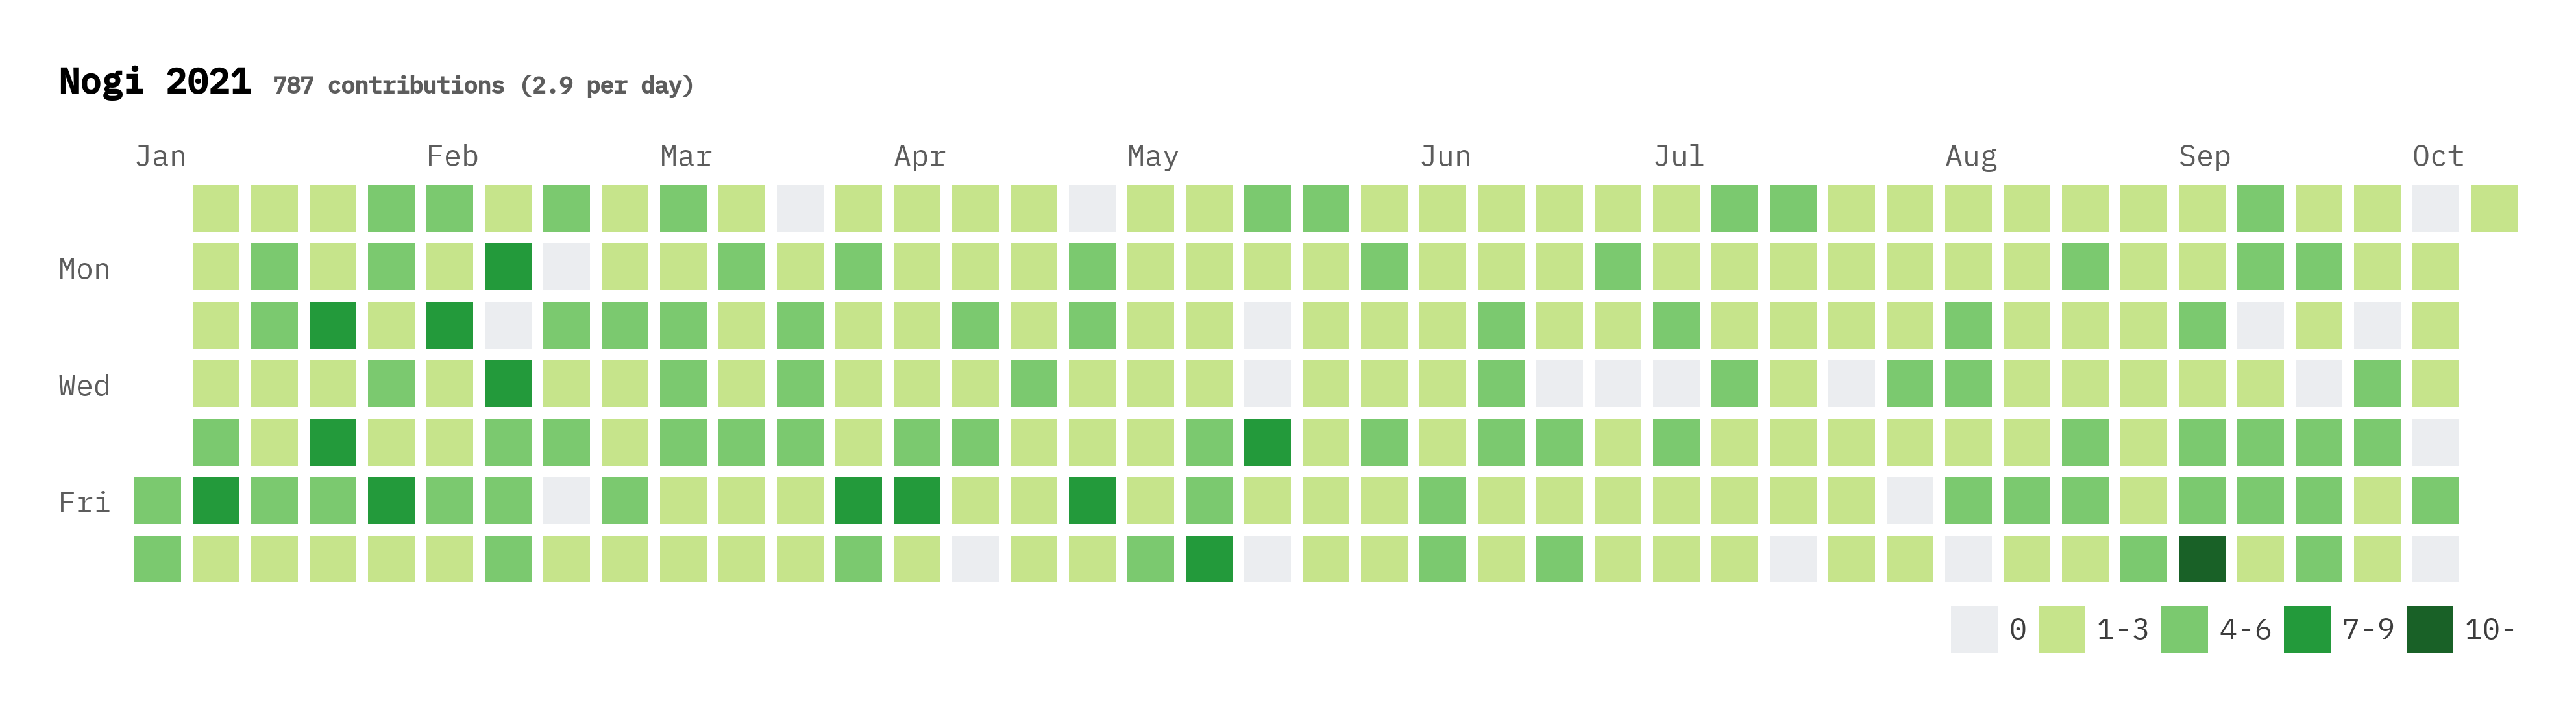 Nogi 2021 787 contributions (2.9 per day)
Jan Feb Mar Apr May Jun Jul Aug Sep Oct
Mon
Wed
Fri
0 1-3 4-6 7-9 10-